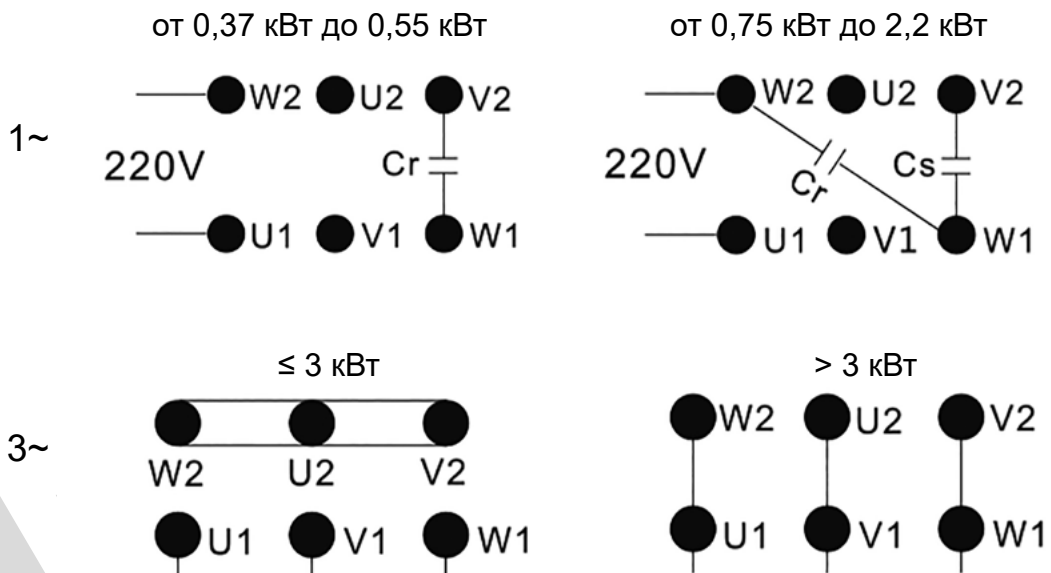 от 0,37 кВт до 0,55 кВт
от 0,75 кВт до 2,2 кВт
W2 U2 V2
W2 U2 V2
1~
220V Cr
220V Cr Cs
U1 V1 W1
U1 V1 W1
≤ 3 кВт
> 3 кВт
W2 U2 V2
3~
W2 U2 V2
U1 V1 W1
U1 V1 W1